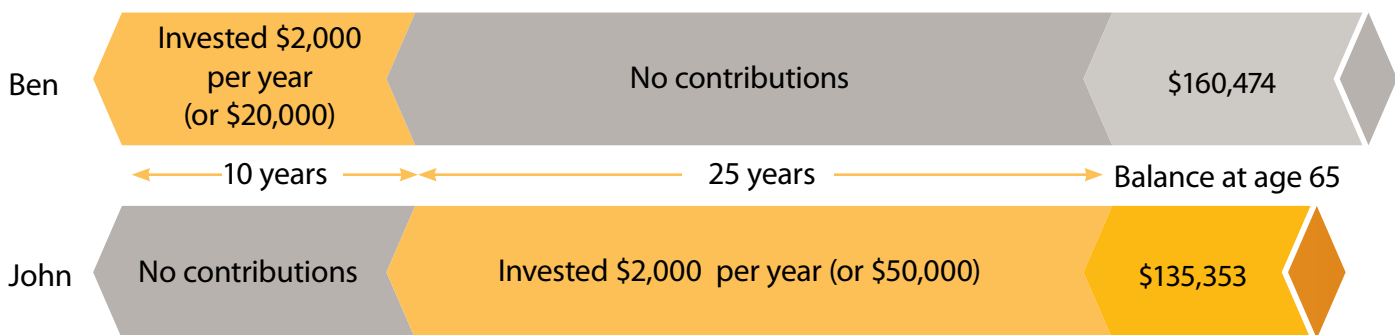 Ben
Invested $2,000
per year
(or $20,000)
No contributions
$160,474
10 years
25 years
Balance at age 65
John
No contributions
Invested $2,000 per year (or $50,000)
$135,353